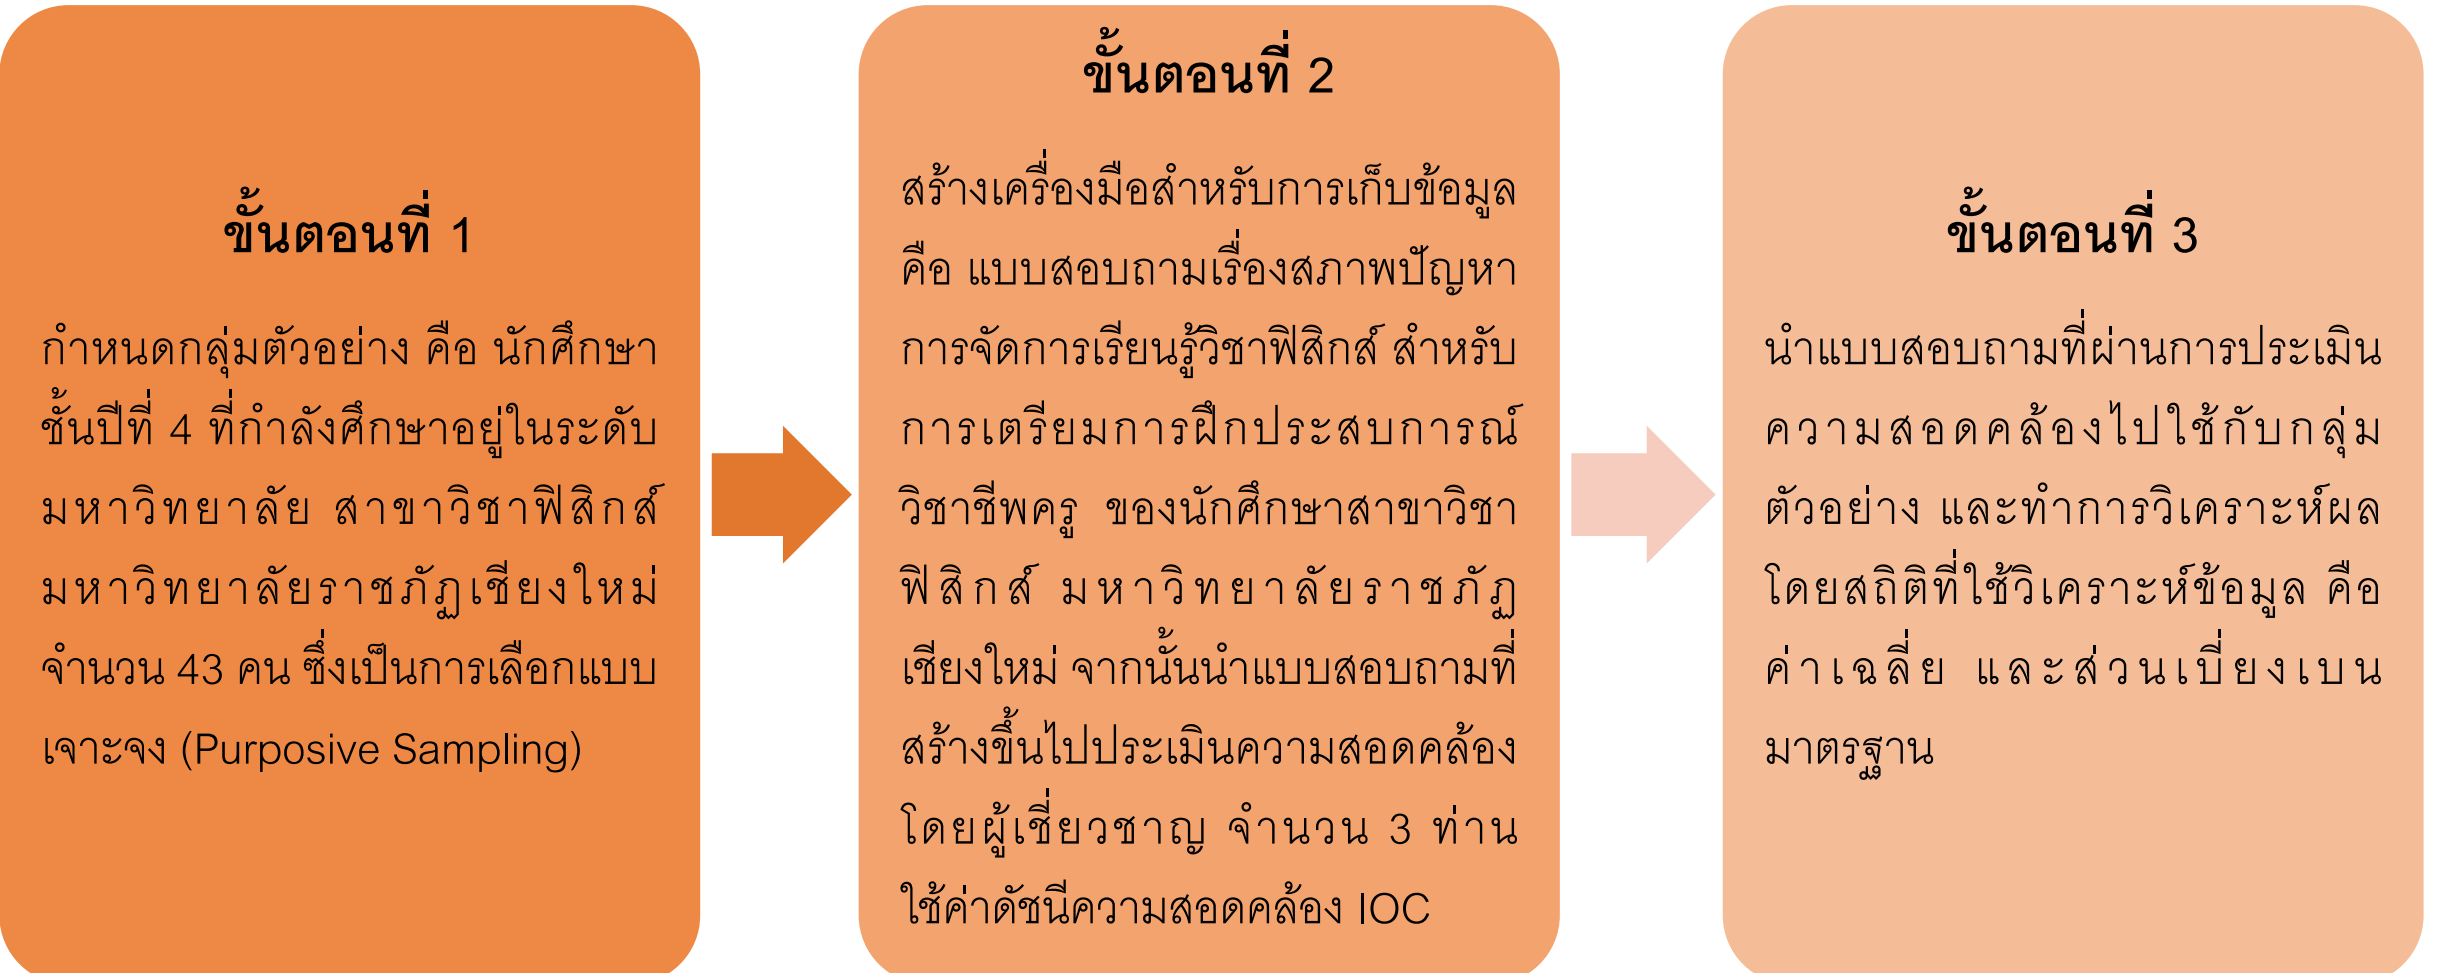 ขั้นตอนที่ 1
กำหนดกลุ่มตัวอย่าง คือ นักศึกษา
ชั้นปีที่ 4 ที่กำลังศึกษาอยู่ในระดับ
มหาวิทยาลัย สาขาวิชาฟิสิกส์
มหาวิทยาลัยราชภัฏเชียงใหม่
จำนวน 43 คน ซึ่งเป็นการเลือกแบบ
เจาะจง (Purposive Sampling)
ขั้นตอนที่ 2
สร้างเครื่องมือสำหรับการเก็บข้อมูล
คือ แบบสอบถามเรื่องสภาพปัญหา
การจัดการเรียนรู้วิชาฟิสิกส์ สำหรับ
การเตรียมการฝึกประสบการณ์
วิชาชีพครู ของนักศึกษาสาขาวิชา
ฟิสิกส์ มหาวิทยาลัยราชภัฏ
เชียงใหม่ จากนั้นนำแบบสอบถามที่
สร้างขึ้นไปประเมินความสอดคล้อง
โดยผู้เชี่ยวชาญ จำนวน 3 ท่าน
ใช้ค่าดัชนีความสอดคล้อง IOC
ขั้นตอนที่ 3
นำแบบสอบถามที่ผ่านการประเมิน
ความสอดคล้องไปใช้กับกลุ่ม
ตัวอย่าง และทำการวิเคราะห์ผล
โดยสถิติที่ใช้วิเคราะห์ข้อมูล คือ
ค่าเฉลี่ย และส่วนเบี่ยงเบน
มาตรฐาน